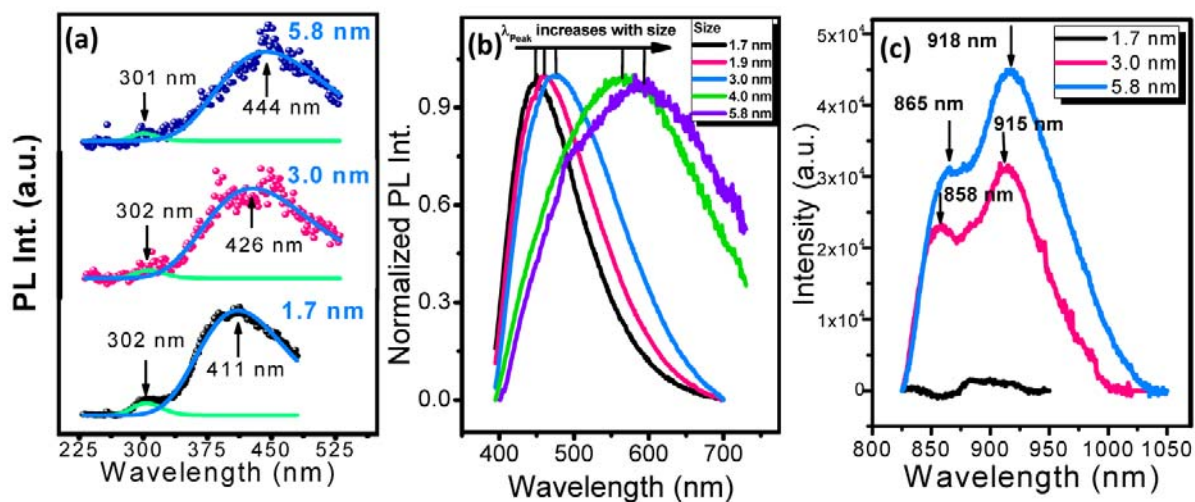 (a)
5.8 nm
301 nm
444 nm
3.0 nm
302 nm
426 nm
1.7 nm
302 nm
411 nm
PL Int. (a.u.)
225 300 375 450 525
Wavelength (nm)
(b)
λPeak increases with size
Size
1.7 nm
1.9 nm
3.0 nm
4.0 nm
5.8 nm
Normalized PL Int.
0.9
0.6
0.3
0.0
400 500 600 700
Wavelength (nm)
(c)
918 nm
1.7 nm
3.0 nm
5.8 nm
865 nm
915 nm
858 nm
Intensity (a.u.)
5x10⁴
4x10⁴
3x10⁴
2x10⁴
1x10⁴
0
800 850 900 950 1000 1050
Wavelength (nm)